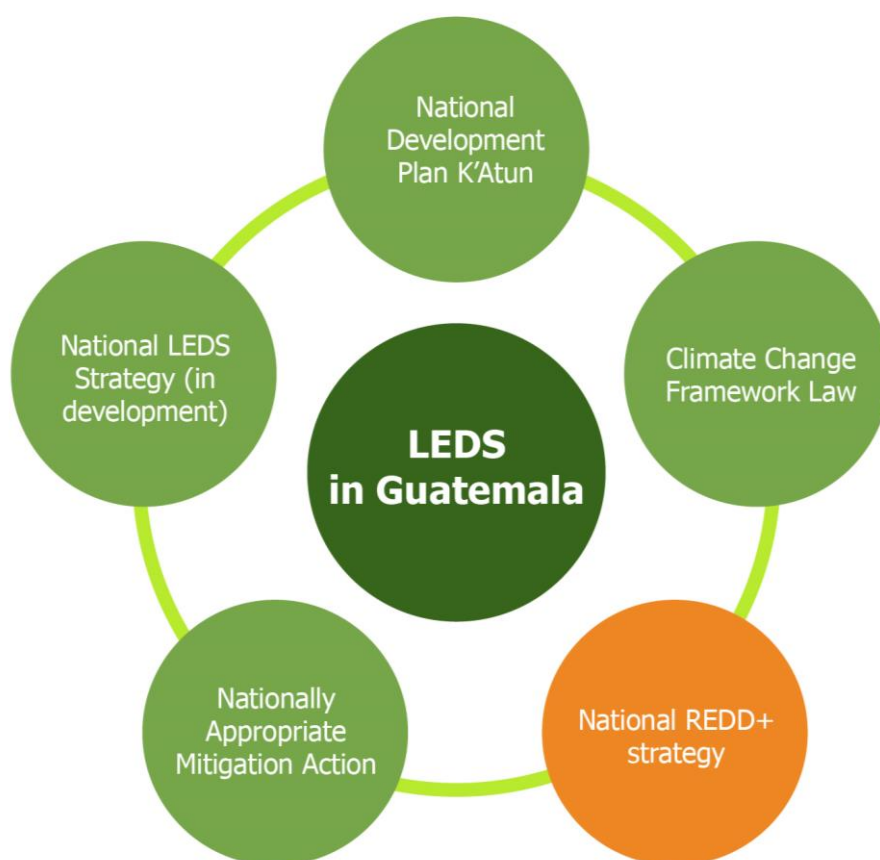 National
Development
Plan K'Atun
National LEDS
Strategy (in
development)
Climate Change
Framework Law
LEDS
in Guatemala
Nationally
Appropriate
Mitigation Action
National REDD+
strategy